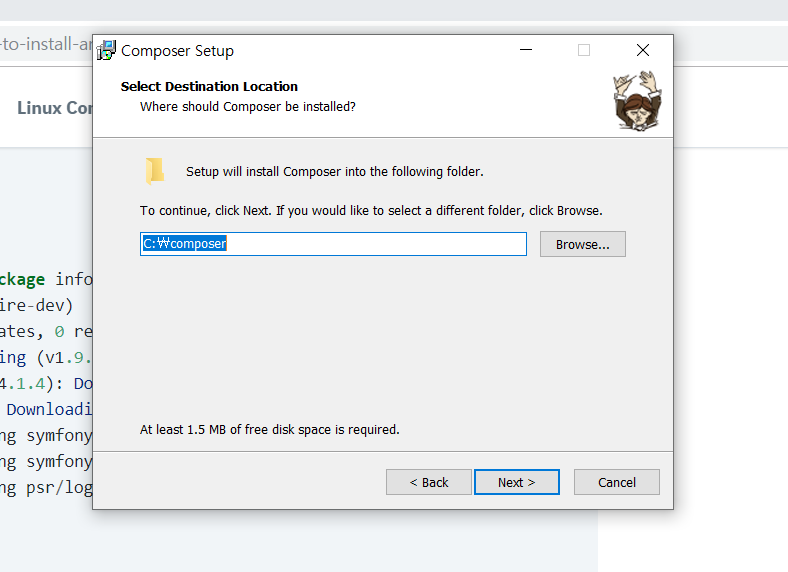 -to-install-an
Composer Setup
Select Destination Location
Where should Composer be installed?
Linux Con
Setup will install Composer into the following folder.
To continue, click Next. If you would like to select a different folder, click Browse.
C:₩composer
Browse...
ckage info
ire-dev)
ates, 0 re
ing (v1.9.
4.1.4): Do
Downloadi
ng symfony
ng symfony
ng psr/log
At least 1.5 MB of free disk space is required.
< Back
Next >
Cancel